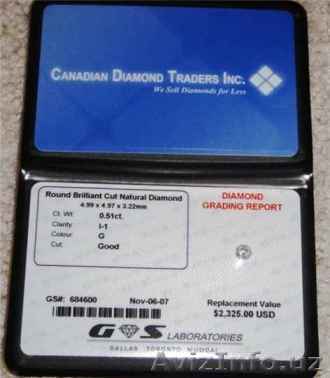 CANADIAN DIAMOND TRADERS INC.
We Sell Diamonds for Less
Round Brilliant Cut Natural Diamond
4.99 x 4.97 x 3.22mm
Ct. Wt: 0.51ct.
Clarity: I-1
Colour: G
Cut: Good
DIAMOND
GRADING REPORT
GS#: 684600 Nov-06-07
Replacement Value
$2,325.00 USD
G S LABORATORIES
DALLAS TORONTO MUMBAI
AvizInfo.uz